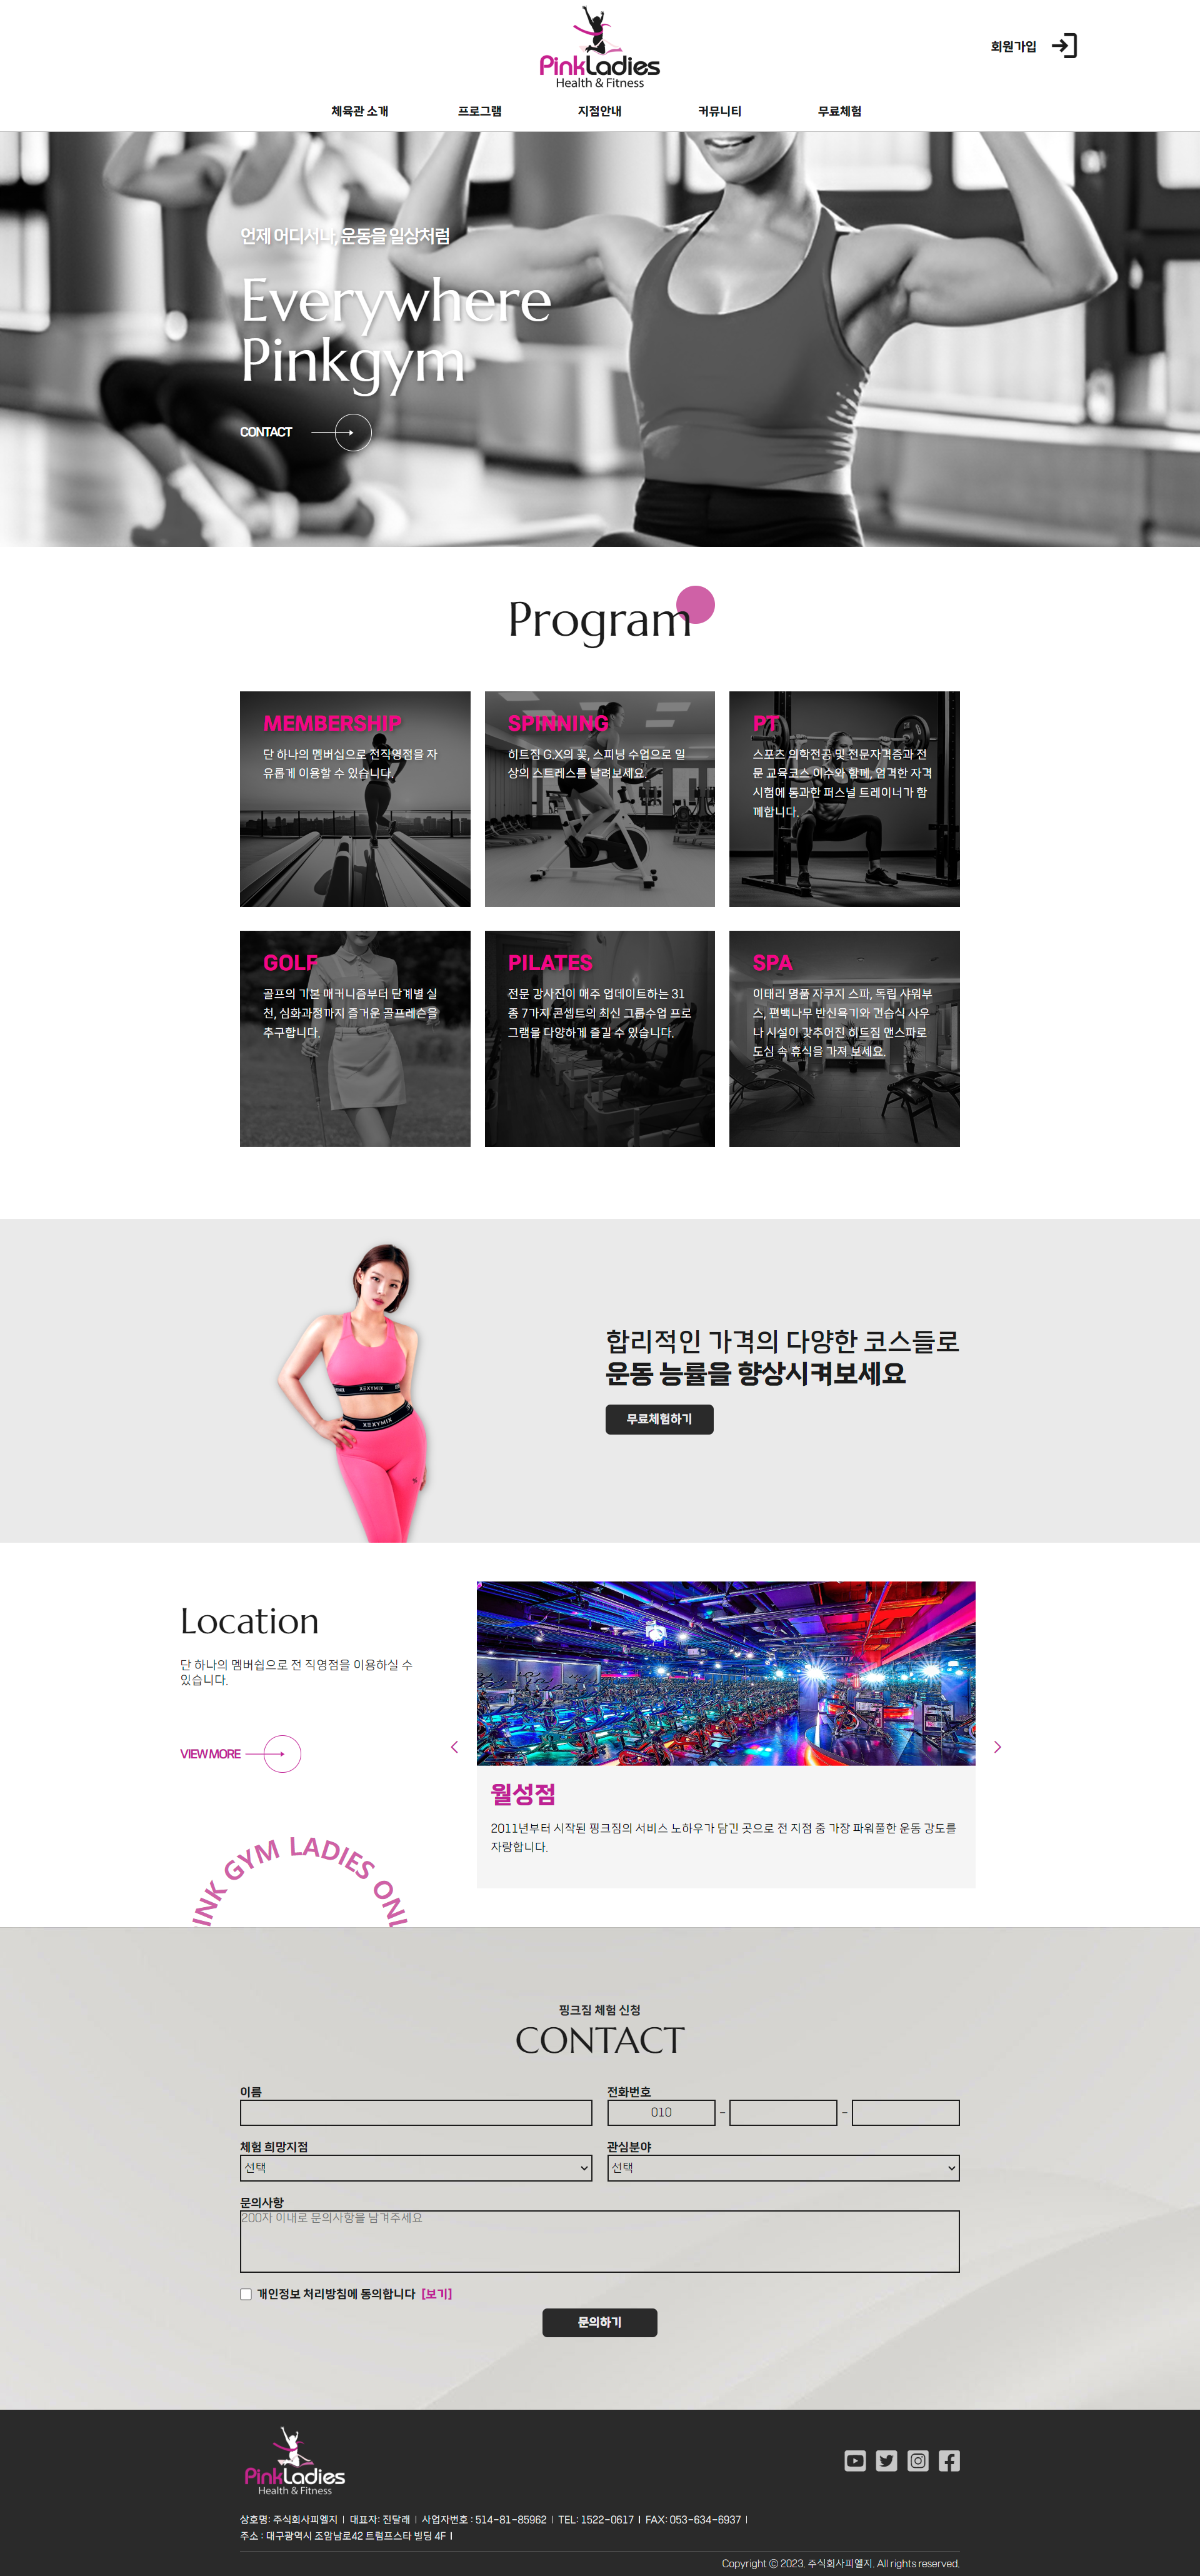 PinkLadies
Health & Fitness
회원가입
체육관 소개
프로그램
지점안내
커뮤니티
무료체험
언제 어디서나, 운동을 일상처럼
Everywhere
Pinkgym
CONTACT
Program
MEMBERSHIP
단 하나의 멤버십으로 전직영점을 자
유롭게 이용할 수 있습니다.
SPINNING
히트짐 G.X의 꽃, 스피닝 수업으로 일
상의 스트레스를 날려보세요.
PT
스포츠 의학전공 및 전문자격증과 전
문 교육코스 이수와 함께, 엄격한 자격
시험에 통과한 퍼스널 트레이너가 함
께합니다.
GOLF
골프의 기본 매커니즘부터 단계별 실
전, 심화과정까지 즐거운 골프레슨을
추구합니다.
PILATES
전문 강사진이 매주 업데이트하는 31
종 7가지 콘셉트의 최신 그룹수업 프로
그램을 다양하게 즐길 수 있습니다.
SPA
이태리 명품 자쿠지 스파, 독립 샤워부
스, 편백나무 반신욕기와 건습식 사우
나 시설이 갖추어진 히트짐 앤스파로
도심 속 휴식을 가져 보세요.
XEXYMIX
XEXYMIX
합리적인 가격의 다양한 코스들로
운동 능률을 향상시켜보세요
무료체험하기
Location
단 하나의 멤버쉽으로 전 직영점을 이용하실 수
있습니다.
VIEW MORE
INK GYM LADIES ONL
월성점
2011년부터 시작된 핑크짐의 서비스 노하우가 담긴 곳으로 전 지점 중 가장 파워풀한 운동 강도를
자랑합니다.
핑크짐 체험 신청
CONTACT
이름
전화번호
010 - -
체험 희망지점
선택
관심분야
선택
문의사항
200자 이내로 문의사항을 남겨주세요
개인정보 처리방침에 동의합니다 [보기]
문의하기
PinkLadies
Health & Fitness
상호명: 주식회사피엘지 | 대표자: 진달래 | 사업자번호 : 514-81-85962 | TEL: 1522-0617 | FAX: 053-634-6937 |
주소 : 대구광역시 조암남로42 트럼프스타 빌딩 4F |
Copyright © 2023. 주식회사피엘지. All rights reserved.